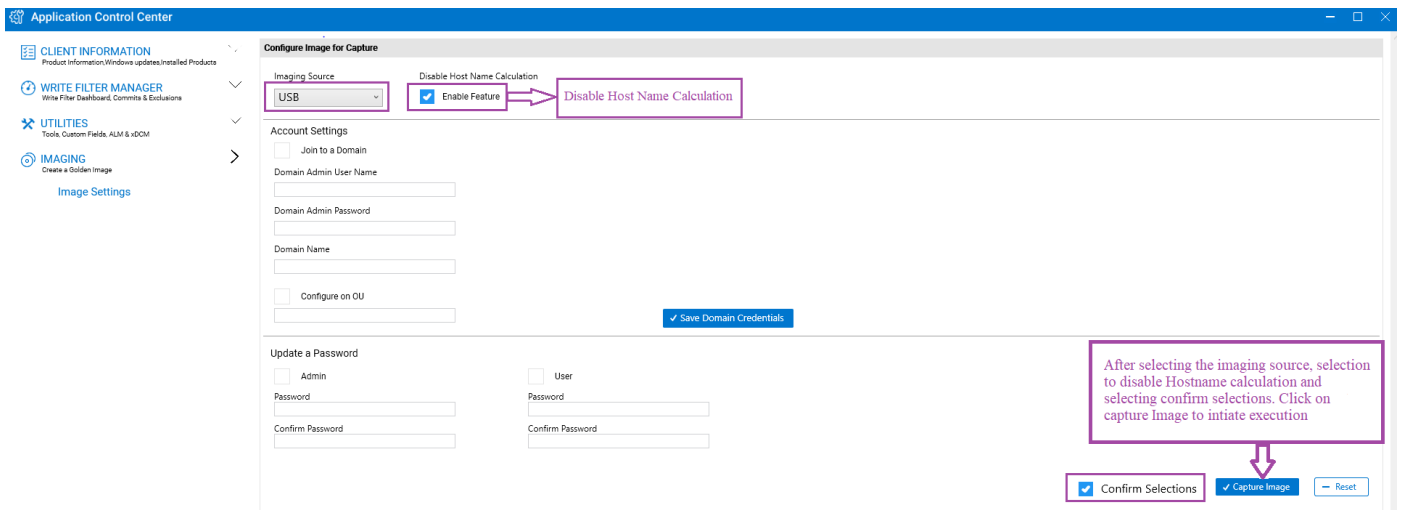 Application Control Center
CLIENT INFORMATION
Product Information,Windows updates,Installed Products
WRITE FILTER MANAGER
Write Filter Dashboard, Commits & Exclusions
UTILITIES
Tools, Custom Fields, ALM & xDCM
IMAGING
Create a Golden Image
Image Settings
Configure Image for Capture
Imaging Source
Disable Host Name Calculation
USB
Enable Feature
Disable Host Name Calculation
Account Settings
Join to a Domain
Domain Admin User Name
Domain Admin Password
Domain Name
Configure on OU
Save Domain Credentials
Update a Password
Admin
User
Password
Password
Confirm Password
Confirm Password
After selecting the imaging source, selection
to disable Hostname calculation and
selecting confirm selections. Click on
capture Image to intiate execution
Confirm Selections
Capture Image
Reset